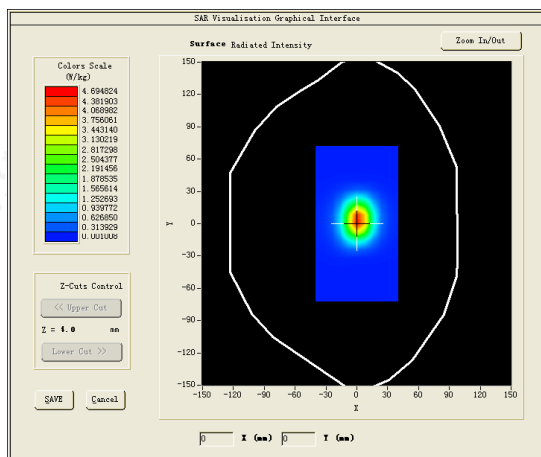 SAR Visualisation Graphical Interface
Surface Radiated Intensity
Zoom In/Out
Colors Scale
(W/kg)
4.694824
4.381903
4.068982
3.756061
3.443140
3.130219
2.817298
2.504377
2.191456
1.878535
1.565614
1.252693
0.939772
0.626850
0.313929
0.001008
150
120
90
60
30
0
-30
-60
-90
-120
-150
Y
-150 -120 -90 -60 -30 0 30 60 90 120 150
X
Z-Cuts Control
<< Upper Cut
Z = 4.0 mm
Lower Cut >>
SAVE Cancel
0 X (mm) 0 Y (mm)